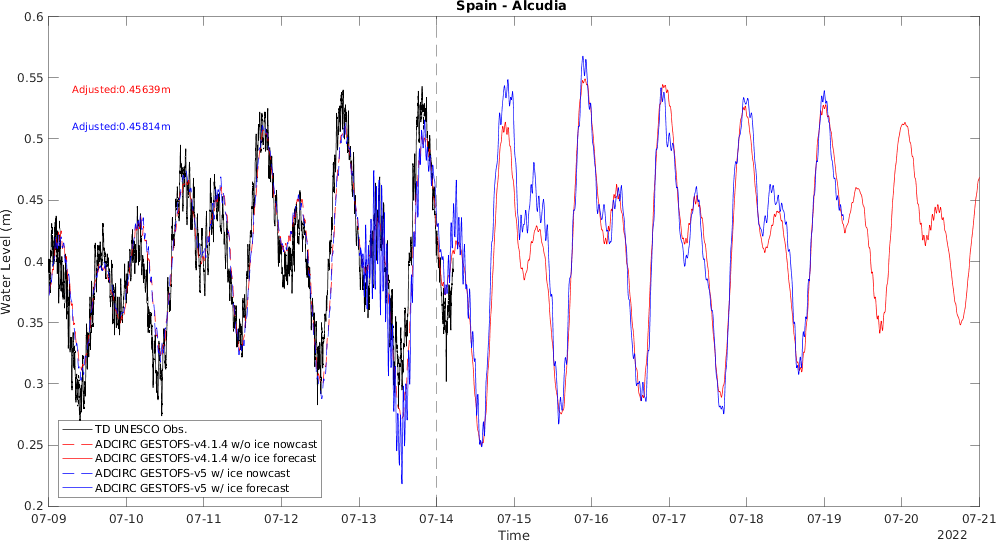 Spain - Alcudia
0.6
0.55
0.5
0.45
0.4
0.35
0.3
0.25
0.2
Water Level (m)
Adjusted:0.45639m
Adjusted:0.45814m
TD UNESCO Obs.
ADCIRC GESTOFS-v4.1.4 w/o ice nowcast
ADCIRC GESTOFS-v4.1.4 w/o ice forecast
ADCIRC GESTOFS-v5 w/ ice nowcast
ADCIRC GESTOFS-v5 w/ ice forecast
07-09 07-10 07-11 07-12 07-13 07-14 07-15 07-16 07-17 07-18 07-19 07-20 07-21
Time
2022